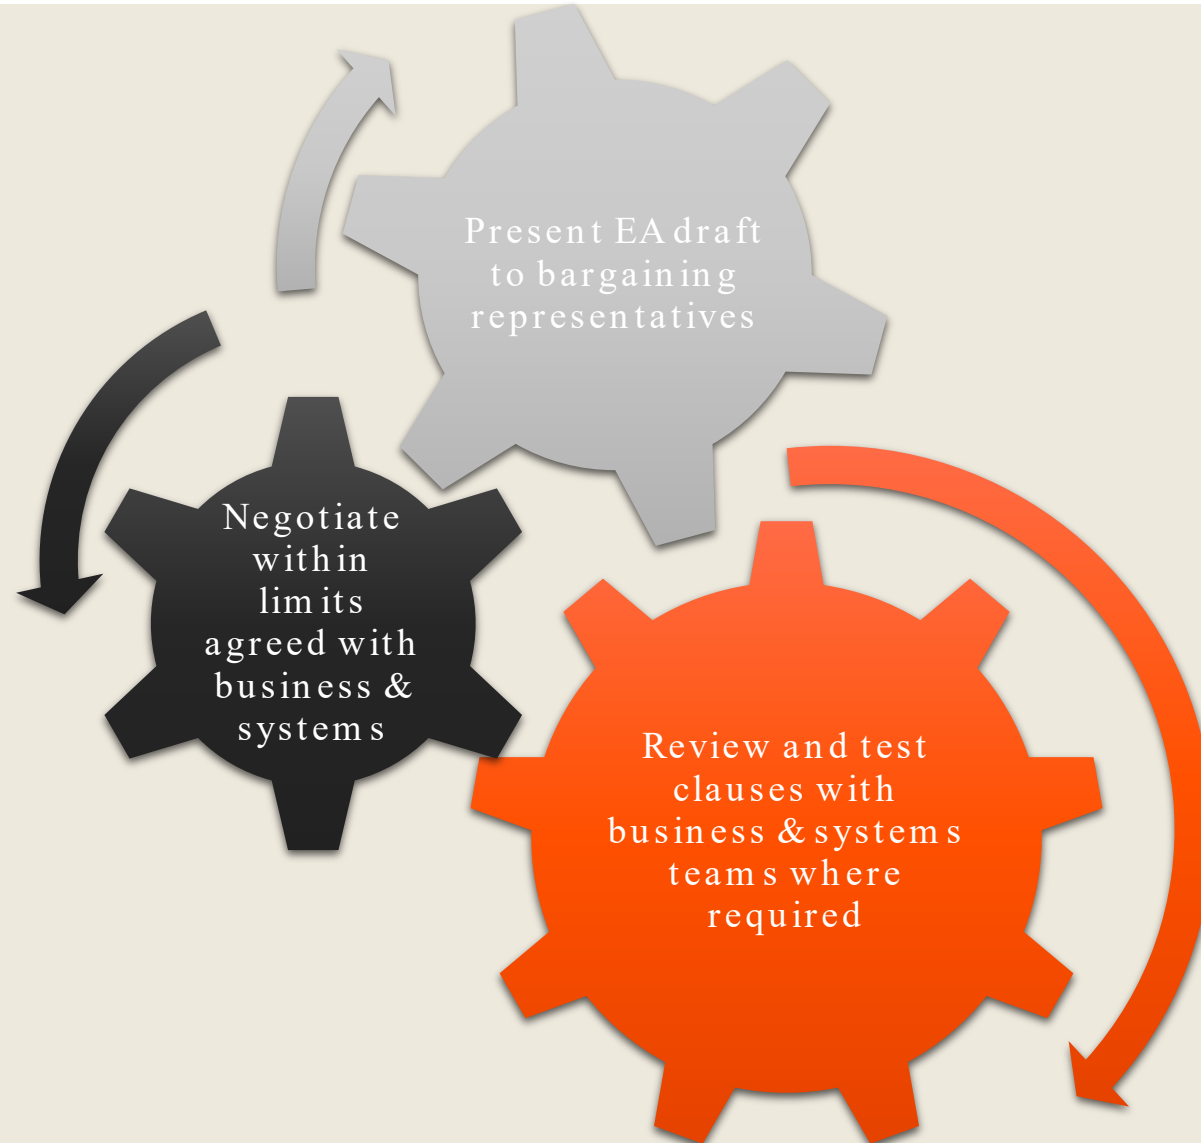 Present EA draft
to bargaining
representatives
Negotiate
within
limits
agreed with
business &
systems
Review and test
clauses with
business & systems
teams where
required